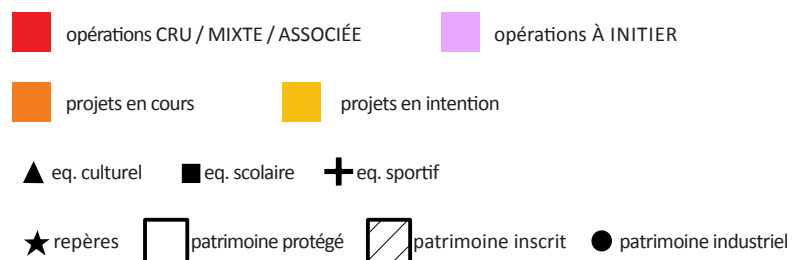 opérations CRU / MIXTE / ASSOCIÉE opérations À INITIER
projets en cours projets en intention
eq. culturel eq. scolaire eq. sportif
repères patrimoine protégé patrimoine inscrit patrimoine industriel